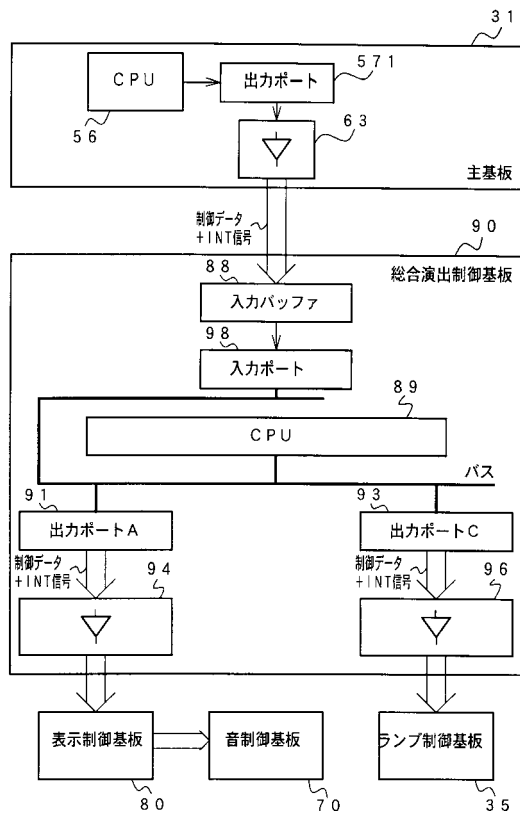 31
CPU
出力ポート
571
56
63
主基板
制御データ
+INT信号
90
総合演出制御基板
88
入力バッファ
98
入力ポート
89
CPU
バス
91
出力ポートA
93
出力ポートC
制御データ
+INT信号
94
制御データ
+INT信号
96
表示制御基板
音制御基板
ランプ制御基板
80
70
35